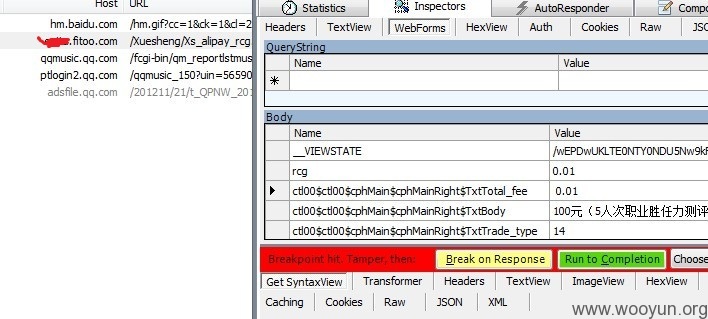 Host URL
hm.baidu.com /hm.gif?cc=1&ck=1&cl=2
.fitoo.com /Xuesheng/Xs_alipay_rcg
qqmusic.qq.com /fcgi-bin/qm_reportlstmus
ptlogin2.qq.com /qqmusic_150?uin=56590
adsfile.qq.com /201211/21/t_QPNW_201
Statistics Inspectors AutoResponder Compo
Headers TextView WebForms HexView Auth Cookies Raw JSO
QueryString
Name Value
*
Body
Name Value
__VIEWSTATE /wEPDwUKLTE0NTY0NDU5Nw9kF
rcg 0.01
ctl00$ctl00$cphMain$cphMainRight$TxtTotal_fee 0.01
ctl00$ctl00$cphMain$cphMainRight$TxtBody 100元（5人次职业胜任力测评
ctl00$ctl00$cphMain$cphMainRight$TxtTrade_type 14
Breakpoint hit. Tamper, then: Break on Response Run to Completion Choose
Get SyntaxView Transformer Headers TextView ImageView HexView
Caching Cookies Raw JSON XML
www.wooyun.org